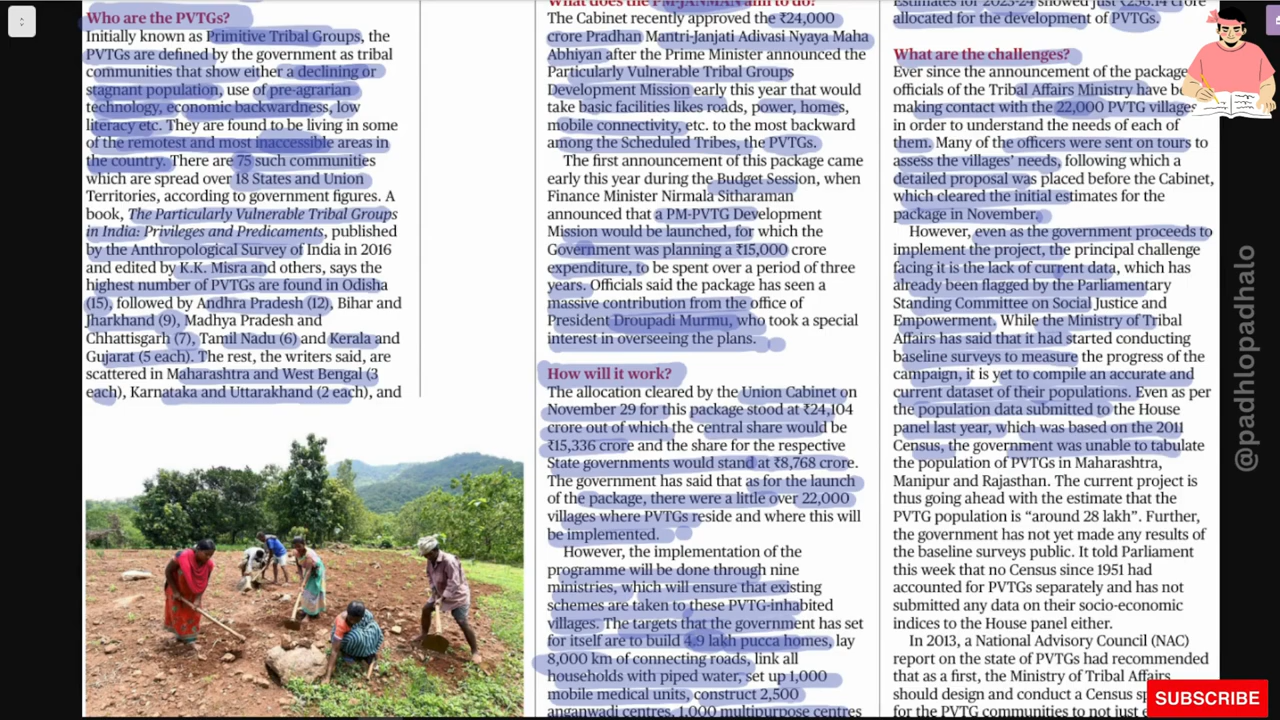 Who are the PVTGs?
Initially known as Primitive Tribal Groups, the
PVTGs are defined by the government as tribal
communities that show either a declining or
stagnant population, use of pre-agrarian
technology, economic backwardness, low
literacy etc. They are found to be living in some
of the remotest and most inaccessible areas in
the country. There are 75 such communities
which are spread over 18 States and Union
Territories, according to government figures. A
book, The Particularly Vulnerable Tribal Groups
in India: Privileges and Predicaments, published
by the Anthropological Survey of India in 2016
and edited by K.K. Misra and others, says the
highest number of PVTGs are found in Odisha
(15), followed by Andhra Pradesh (12), Bihar and
Jharkhand (9), Madhya Pradesh and
Chhattisgarh (7), Tamil Nadu (6) and Kerala and
Gujarat (5 each). The rest, the writers said, are
scattered in Maharashtra and West Bengal (3
each), Karnataka and Uttarakhand (2 each), and
What does the PM-JANMAN aim to do?
The Cabinet recently approved the ₹24,000
crore Pradhan Mantri-Janjati Adivasi Nyaya Maha
Abhiyan after the Prime Minister announced the
Particularly Vulnerable Tribal Groups
Development Mission early this year that would
take basic facilities like roads, power, homes,
mobile connectivity, etc. to the most backward
among the Scheduled Tribes, the PVTGs.
The first announcement of this package came
early this year during the Budget Session, when
Finance Minister Nirmala Sitharaman
announced that a PM-PVTG Development
Mission would be launched, for which the
Government was planning a ₹15,000 crore
expenditure, to be spent over a period of three
years. Officials said the package has seen a
massive contribution from the office of
President Droupadi Murmu, who took a special
interest in overseeing the plans.
How will it work?
The allocation cleared by the Union Cabinet on
November 29 for this package stood at ₹24,104
crore out of which the central share would be
₹15,336 crore and the share for the respective
State governments would stand at ₹8,768 crore.
The government has said that as for the launch
of the package, there were a little over 22,000
villages where PVTGs reside and where this will
be implemented.
However, the implementation of the
programme will be done through nine
ministries, which will ensure that existing
schemes are taken to these PVTG-inhabited
villages. The targets that the government has set
for itself are to build 4.9 lakh pucca homes, lay
8,000 km of connecting roads, link all
households with piped water, set up 1,000
mobile medical units, construct 2,500
anganwadi centres, 1,000 multipurpose centres
Estimates for 2023-24 showed just ₹256.14 crore
allocated for the development of PVTGs.
What are the challenges?
Ever since the announcement of the package
officials of the Tribal Affairs Ministry have be
making contact with the 22,000 PVTG villages
in order to understand the needs of each of
them. Many of the officers were sent on tours to
assess the villages' needs, following which a
detailed proposal was placed before the Cabinet,
which cleared the initial estimates for the
package in November.
However, even as the government proceeds to
implement the project, the principal challenge
facing it is the lack of current data, which has
already been flagged by the Parliamentary
Standing Committee on Social Justice and
Empowerment. While the Ministry of Tribal
Affairs has said that it had started conducting
baseline surveys to measure the progress of the
campaign, it is yet to compile an accurate and
current dataset of their populations. Even as per
the population data submitted to the House
panel last year, which was based on the 2011
Census, the government was unable to tabulate
the population of PVTGs in Maharashtra,
Manipur and Rajasthan. The current project is
thus going ahead with the estimate that the
PVTG population is "around 28 lakh". Further,
the government has not yet made any results of
the baseline surveys public. It told Parliament
this week that no Census since 1951 had
accounted for PVTGs separately and has not
submitted any data on their socio-economic
indices to the House panel either.
In 2013, a National Advisory Council (NAC)
report on the state of PVTGs had recommended
that as a first, the Ministry of Tribal Affairs
should design and conduct a Census sp
for the PVTG communities to not just e
@padhlopadhalo
SUBSCRIBE